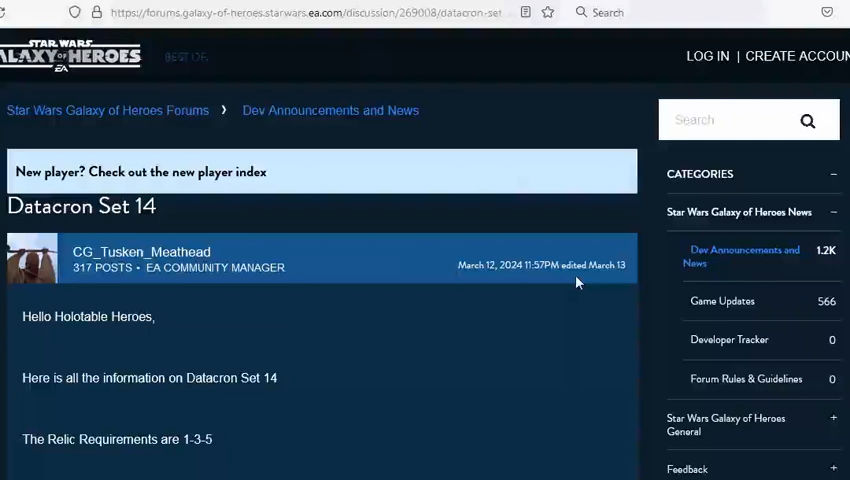 https://forums.galaxy-of-heroes.starwars.ea.com/discussion/269008/datacron-set-
Search
STAR WARS
GALAXY OF HEROES
EA
BEST OF
LOG IN | CREATE ACCOUN
Star Wars Galaxy of Heroes Forums › Dev Announcements and News
Search
New player? Check out the new player index
CATEGORIES
Datacron Set 14
Star Wars Galaxy of Heroes News
CG_Tusken_Meathead
317 POSTS • EA COMMUNITY MANAGER
March 12, 2024 11:57PM edited March 13
Dev Announcements and News
1.2K
Game Updates 566
Hello Holotable Heroes,
Developer Tracker 0
Here is all the information on Datacron Set 14
Forum Rules & Guidelines 0
Star Wars Galaxy of Heroes
General
The Relic Requirements are 1-3-5
Feedback